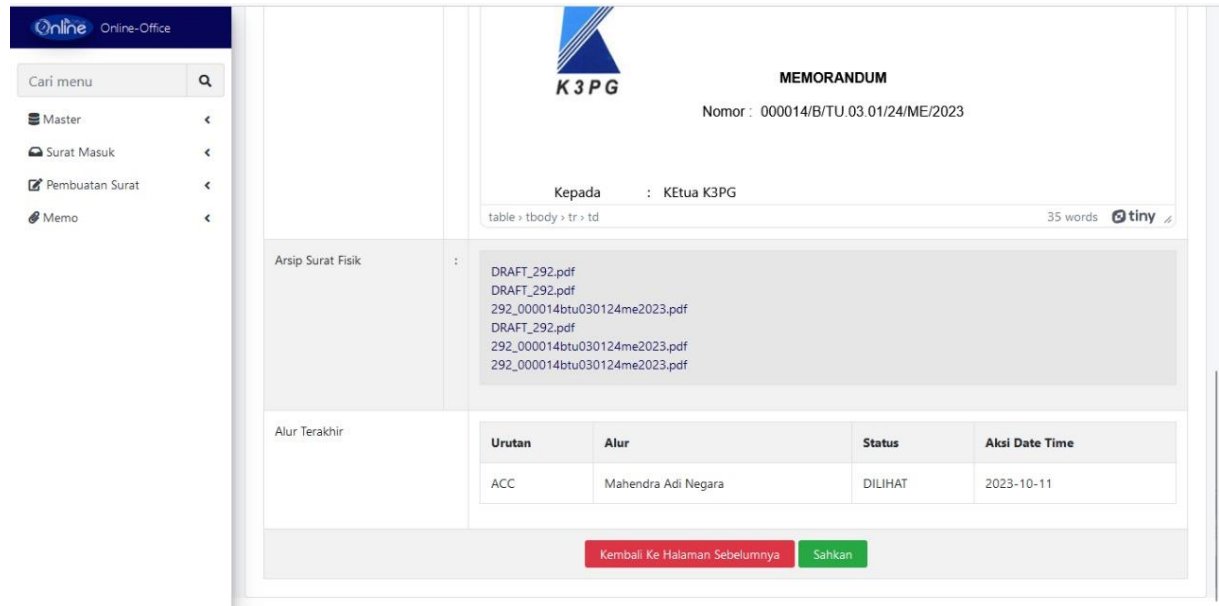 Online Online-Office
Cari menu
Master
Surat Masuk
Pembuatan Surat
Memo
K3PG
MEMORANDUM
Nomor : 000014/B/TU.03.01/24/ME/2023
Kepada : KEtua K3PG
table › tbody › tr › td 35 words tiny
Arsip Surat Fisik :
DRAFT_292.pdf
DRAFT_292.pdf
292_000014btu030124me2023.pdf
DRAFT_292.pdf
292_000014btu030124me2023.pdf
292_000014btu030124me2023.pdf
Alur Terakhir
Urutan Alur Status Aksi Date Time
ACC Mahendra Adi Negara DILIHAT 2023-10-11
Kembali Ke Halaman Sebelumnya Sahkan